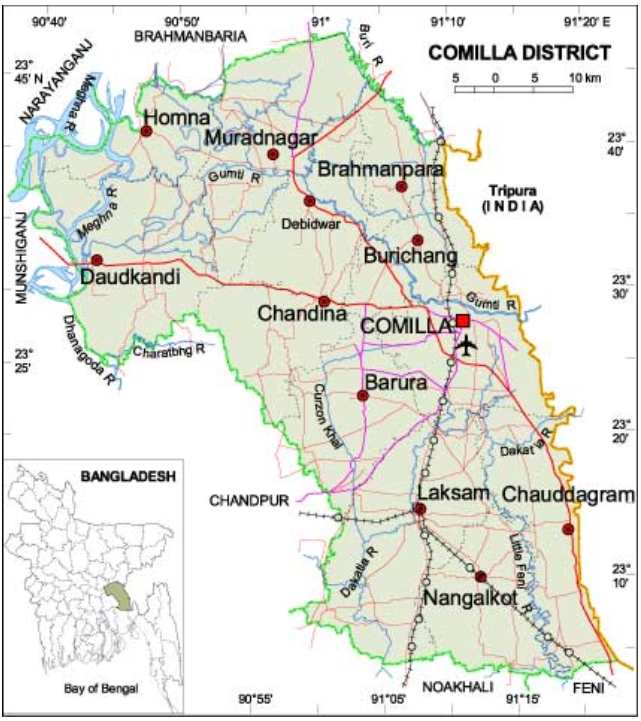 90°40'
90°50'
91°
91°10'
91°20' E
BRAHMANBARIA
Buri R
COMILLA DISTRICT
5 0 5 10 km
23°
45' N
NARAYANGANJ
Meghna R
Homna
Muradnagar
23°
40'
Gumti R
Brahmanpara
Tripura
(INDIA)
Meghna R
Debidwar
MUNSHIGANJ
Burichang
Daudkandi
23°
30'
Gumti R
Chandina
COMILLA
Dhanagoda R
Charatbhg R
23°
25'
Barura
Curzon Khal
23°
20'
Dakatia R
BANGLADESH
CHANDPUR
Laksam
Chauddagram
Little Feni R
Dakatia R
23°
10'
Nangalkot
Bay of Bengal
NOAKHALI
FENI
90°55'
91°05'
91°15'